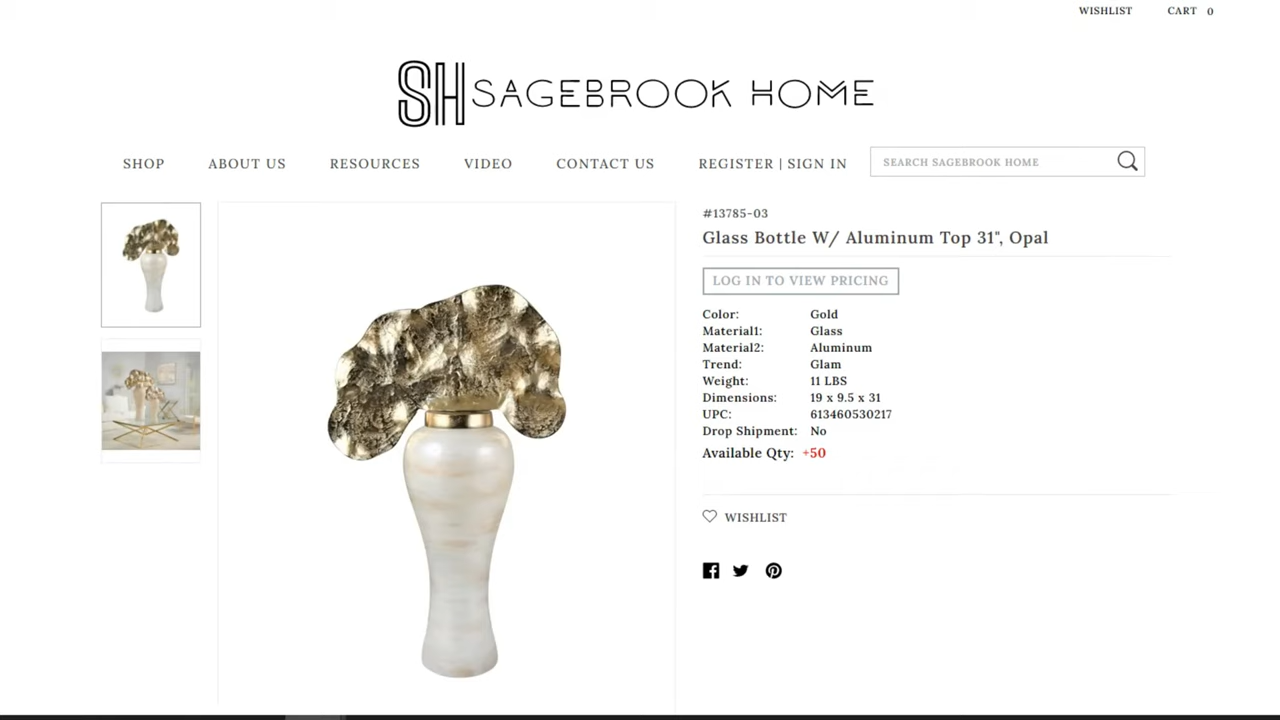 WISHLIST CART 0
SH SAGEBROOK HOME
SHOP ABOUT US RESOURCES VIDEO CONTACT US REGISTER | SIGN IN SEARCH SAGEBROOK HOME
#13785-03
Glass Bottle W/ Aluminum Top 31", Opal
LOG IN TO VIEW PRICING
Color: Gold
Material1: Glass
Material2: Aluminum
Trend: Glam
Weight: 11 LBS
Dimensions: 19 x 9.5 x 31
UPC: 613460530217
Drop Shipment: No
Available Qty: +50
WISHLIST